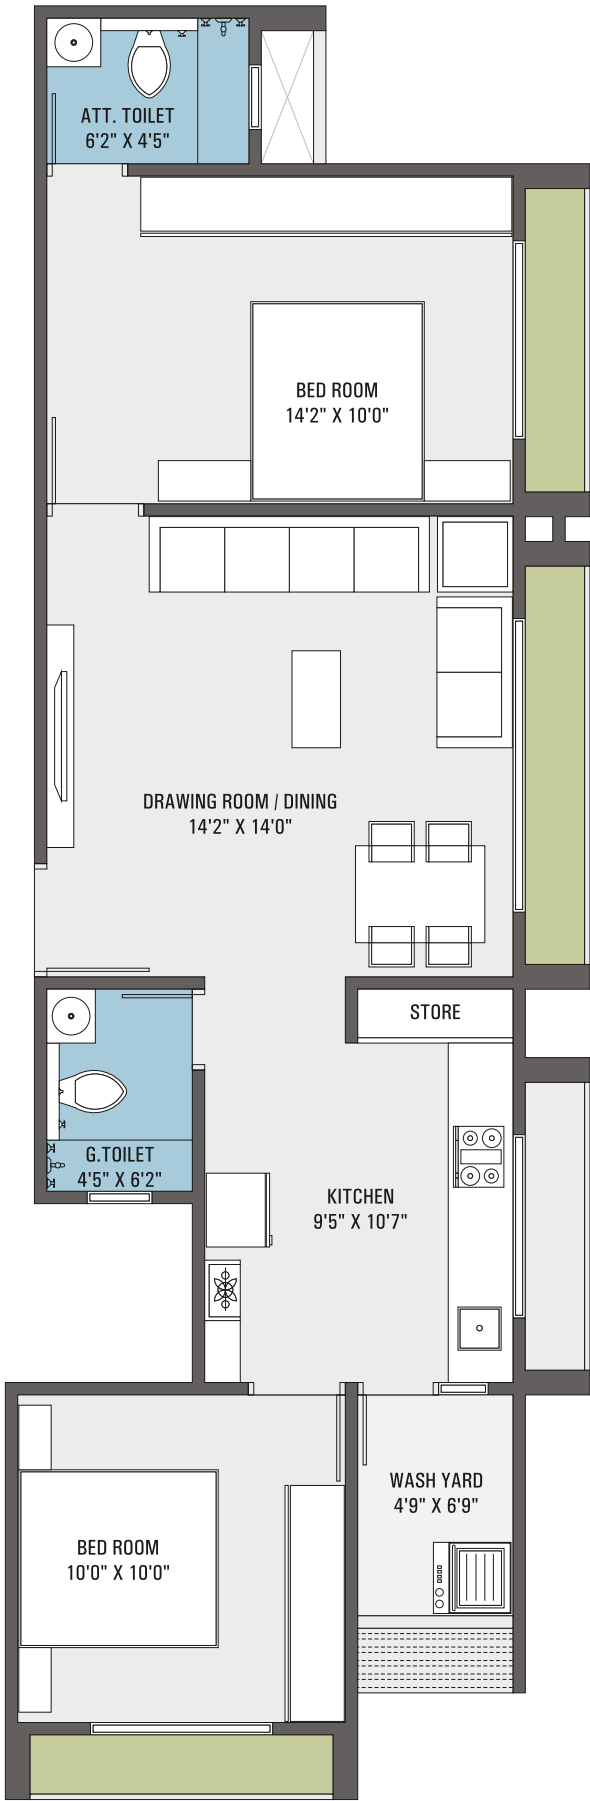 ATT. TOILET
6'2" X 4'5"
BED ROOM
14'2" X 10'0"
DRAWING ROOM / DINING
14'2" X 14'0"
STORE
G.TOILET
4'5" X 6'2"
KITCHEN
9'5" X 10'7"
WASH YARD
4'9" X 6'9"
BED ROOM
10'0" X 10'0"